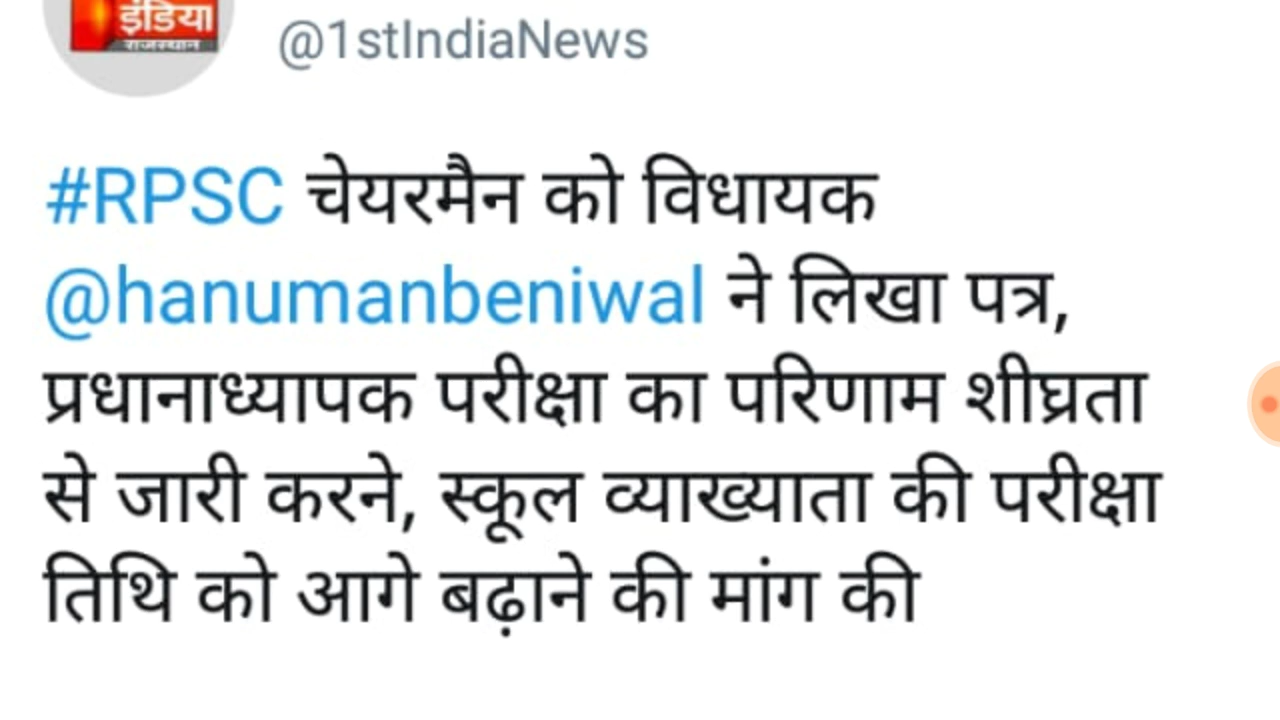 इंडिया
राजस्थान
@1stIndiaNews
#RPSC चेयरमैन को विधायक
@hanumanbeniwal ने लिखा पत्र,
प्रधानाध्यापक परीक्षा का परिणाम शीघ्रता
से जारी करने, स्कूल व्याख्याता की परीक्षा
तिथि को आगे बढ़ाने की मांग की